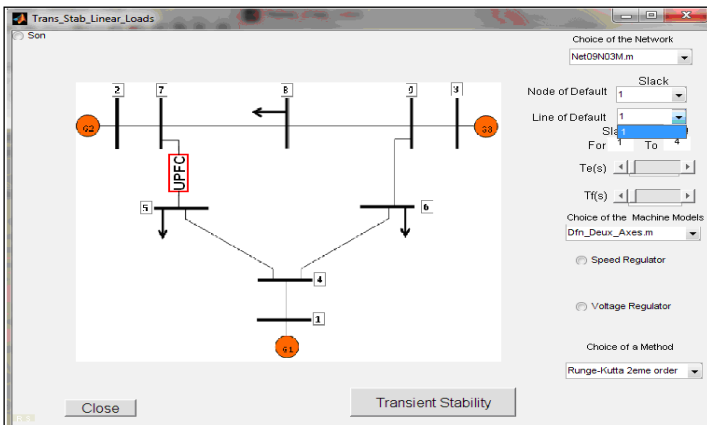 Trans_Stab_Linear_Loads
Son
Choice of the Network
Net09N03M.m
Slack
Node of Default 1
Line of Default 1
1
For 1 To 4
Te(s)
Tf(s)
Choice of the Machine Models
Dfn_Deux_Axes.m
Speed Regulator
Voltage Regulator
Choice of a Method
Runge-Kutta 2eme order
2 7 8 9 3
G2 G3
UPFC
5 6
4
1
G1
Close
Transient Stability